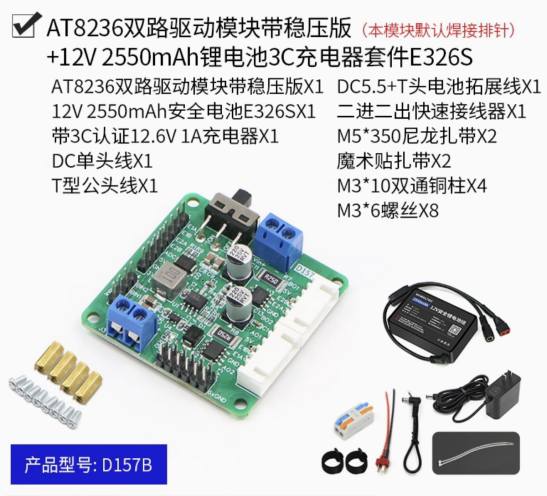 AT8236双路驱动模块带稳压版（本模块默认焊接排针）
+12V 2550mAh锂电池3C充电器套件E326S
AT8236双路驱动模块带稳压版X1
12V 2550mAh安全电池E326SX1
带3C认证12.6V 1A充电器X1
DC单头线X1
T型公头线X1
DC5.5+T头电池拓展线X1
二进二出快速接线器X1
M5*350尼龙扎带X2
魔术贴扎带X2
M3*10双通铜柱X4
M3*6螺丝X8
D157
产品型号: D157B